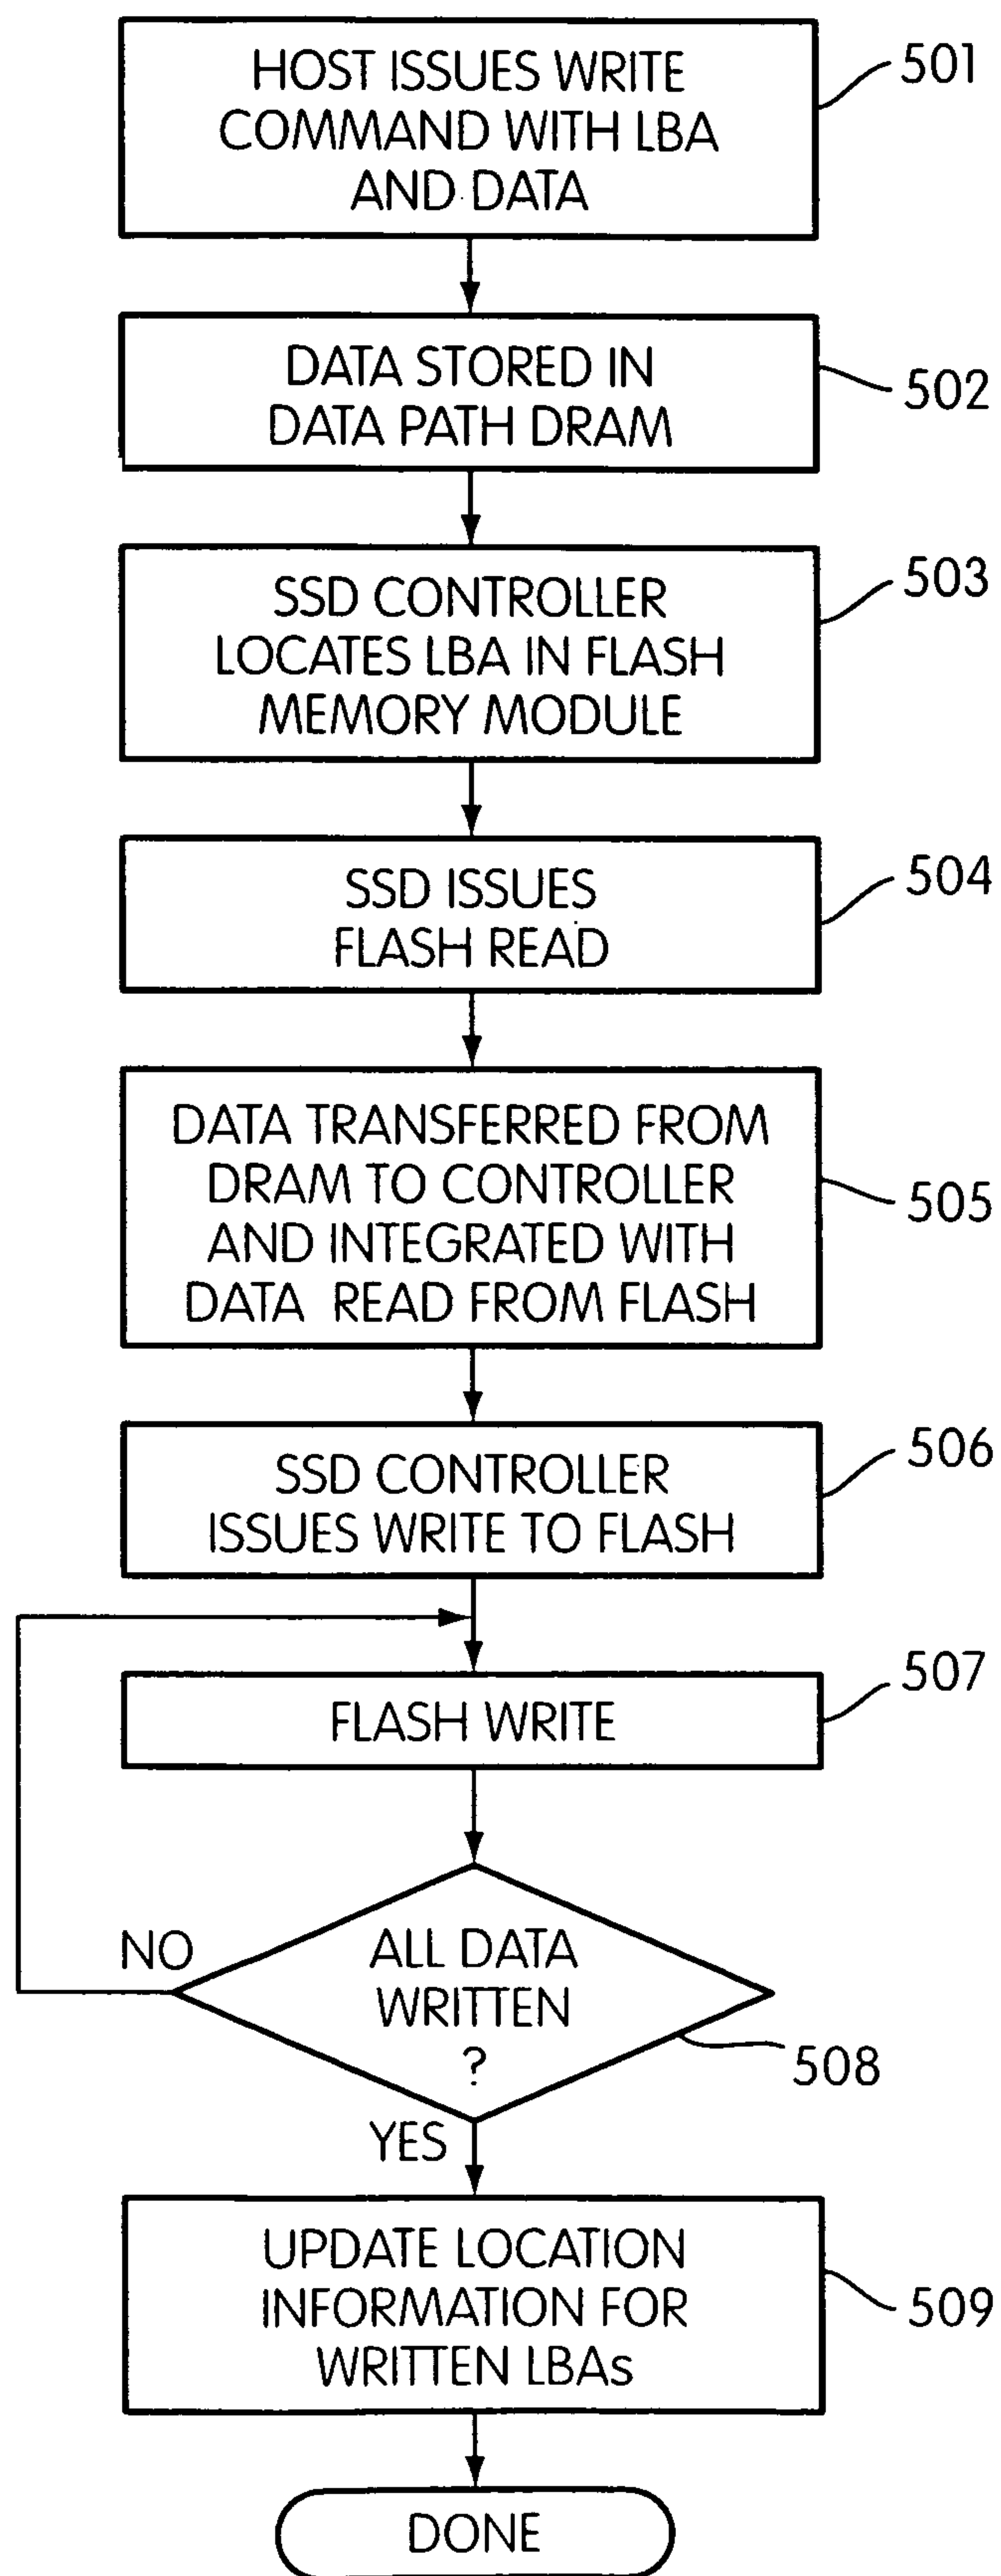 HOST ISSUES WRITE
COMMAND WITH LBA
AND DATA
501
DATA STORED IN
DATA PATH DRAM
502
SSD CONTROLLER
LOCATES LBA IN FLASH
MEMORY MODULE
503
SSD ISSUES
FLASH READ
504
DATA TRANSFERRED FROM
DRAM TO CONTROLLER
AND INTEGRATED WITH
DATA READ FROM FLASH
505
SSD CONTROLLER
ISSUES WRITE TO FLASH
506
FLASH WRITE
507
NO
ALL DATA
WRITTEN
?
508
YES
UPDATE LOCATION
INFORMATION FOR
WRITTEN LBAs
509
DONE